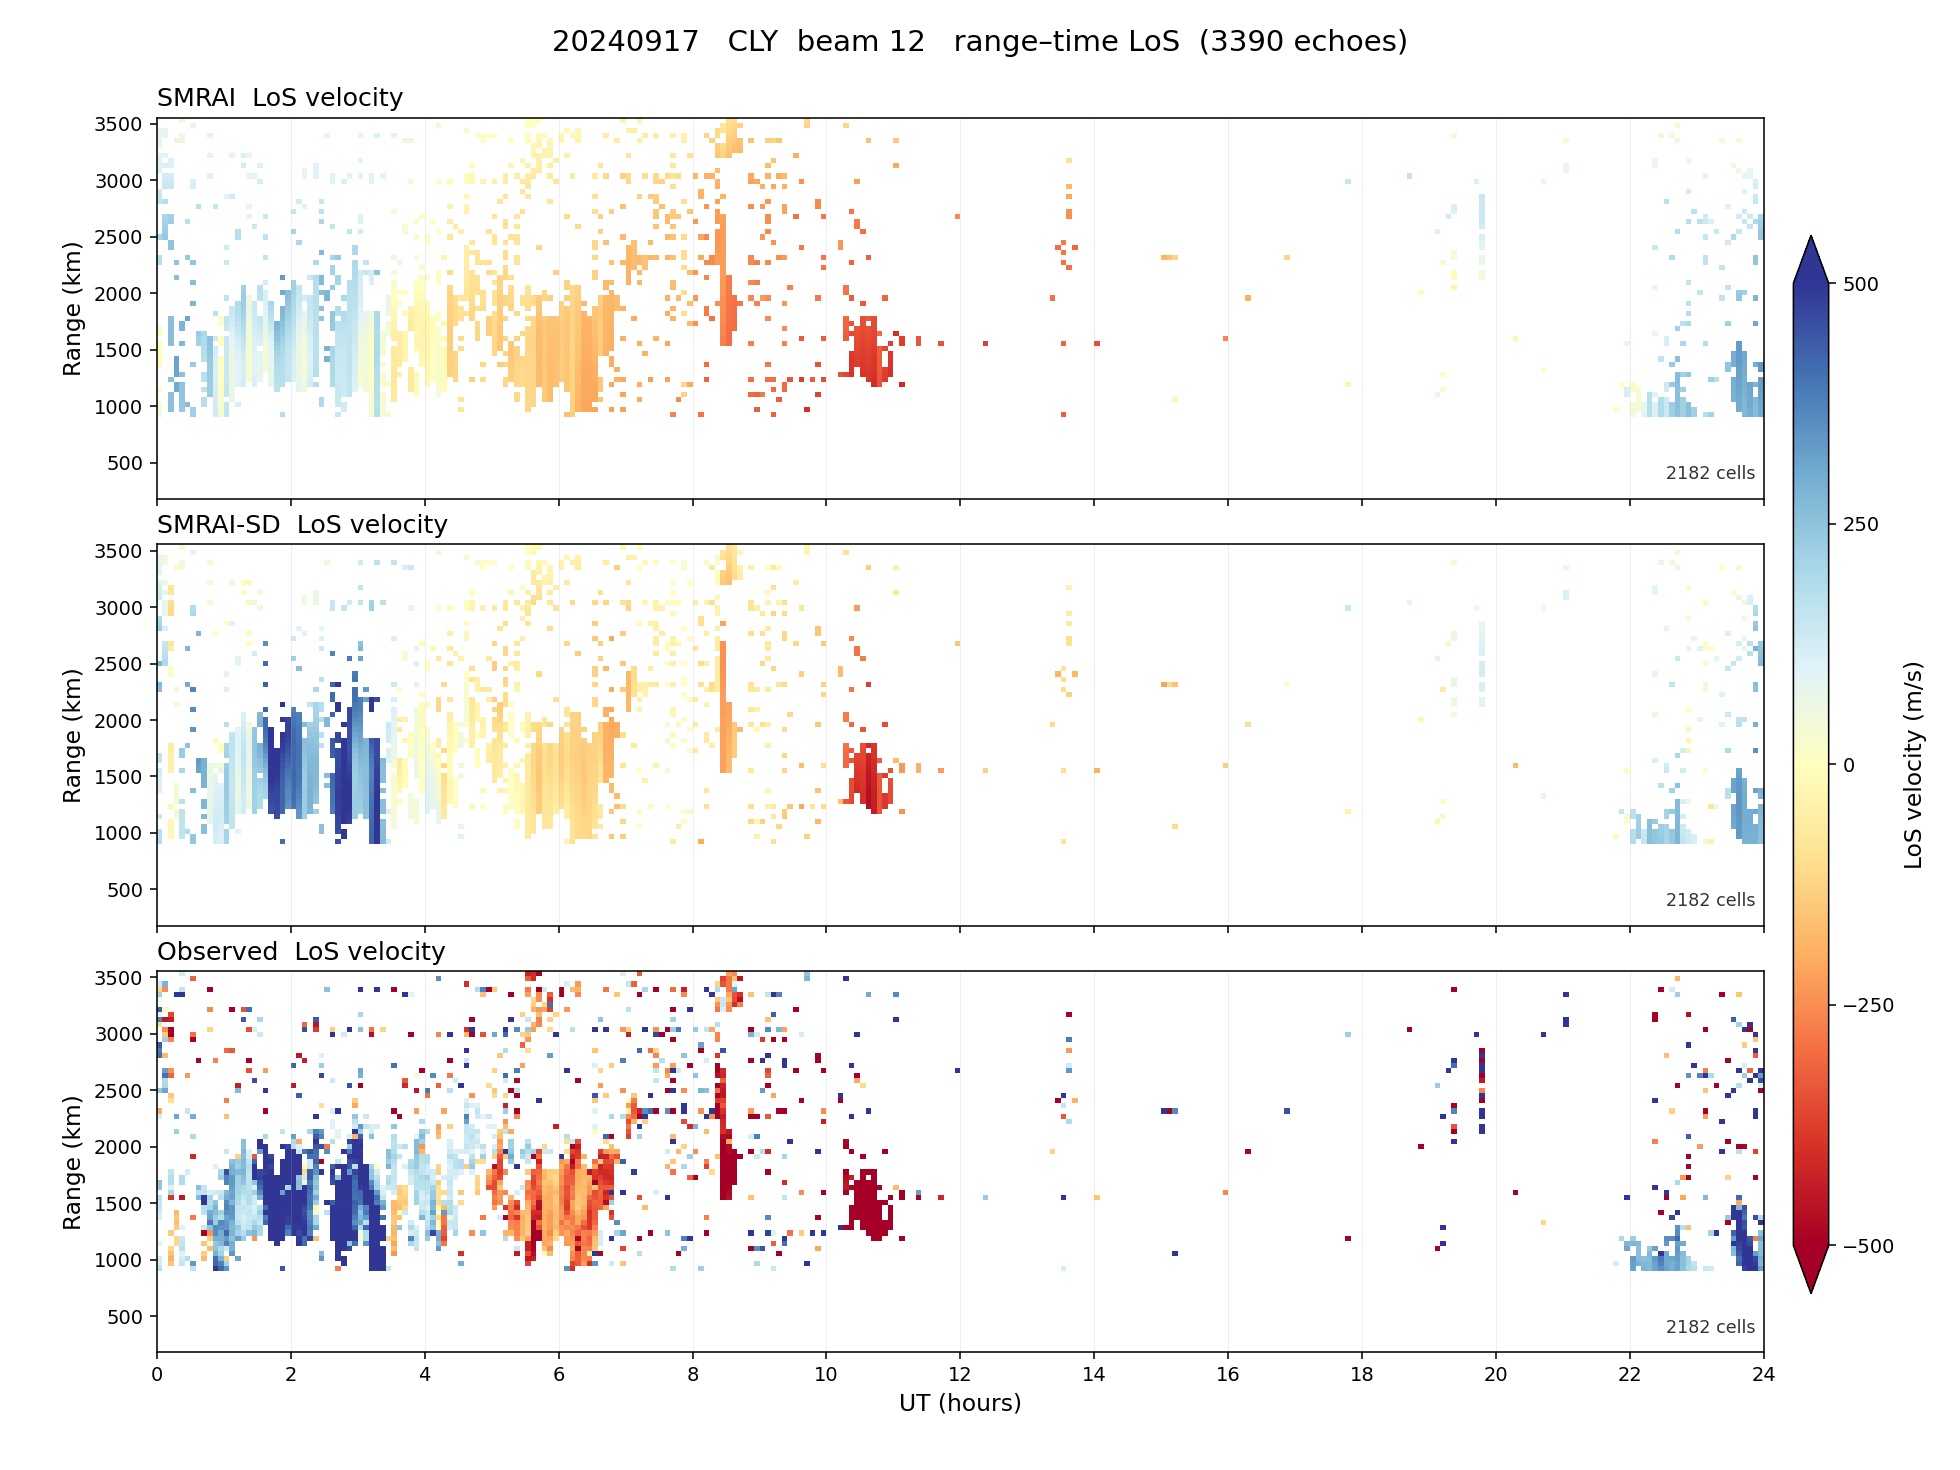 20240917   CLY  beam 12   range–time LoS  (3390 echoes)
SMRAI  LoS velocity
3500
3000
2500
2000
1500
1000
500
Range (km)
2182 cells
SMRAI-SD  LoS velocity
3500
3000
2500
2000
1500
1000
500
Range (km)
2182 cells
Observed  LoS velocity
3500
3000
2500
2000
1500
1000
500
Range (km)
2182 cells
0 2 4 6 8 10 12 14 16 18 20 22 24
UT (hours)
500
250
0
−250
−500
LoS velocity (m/s)